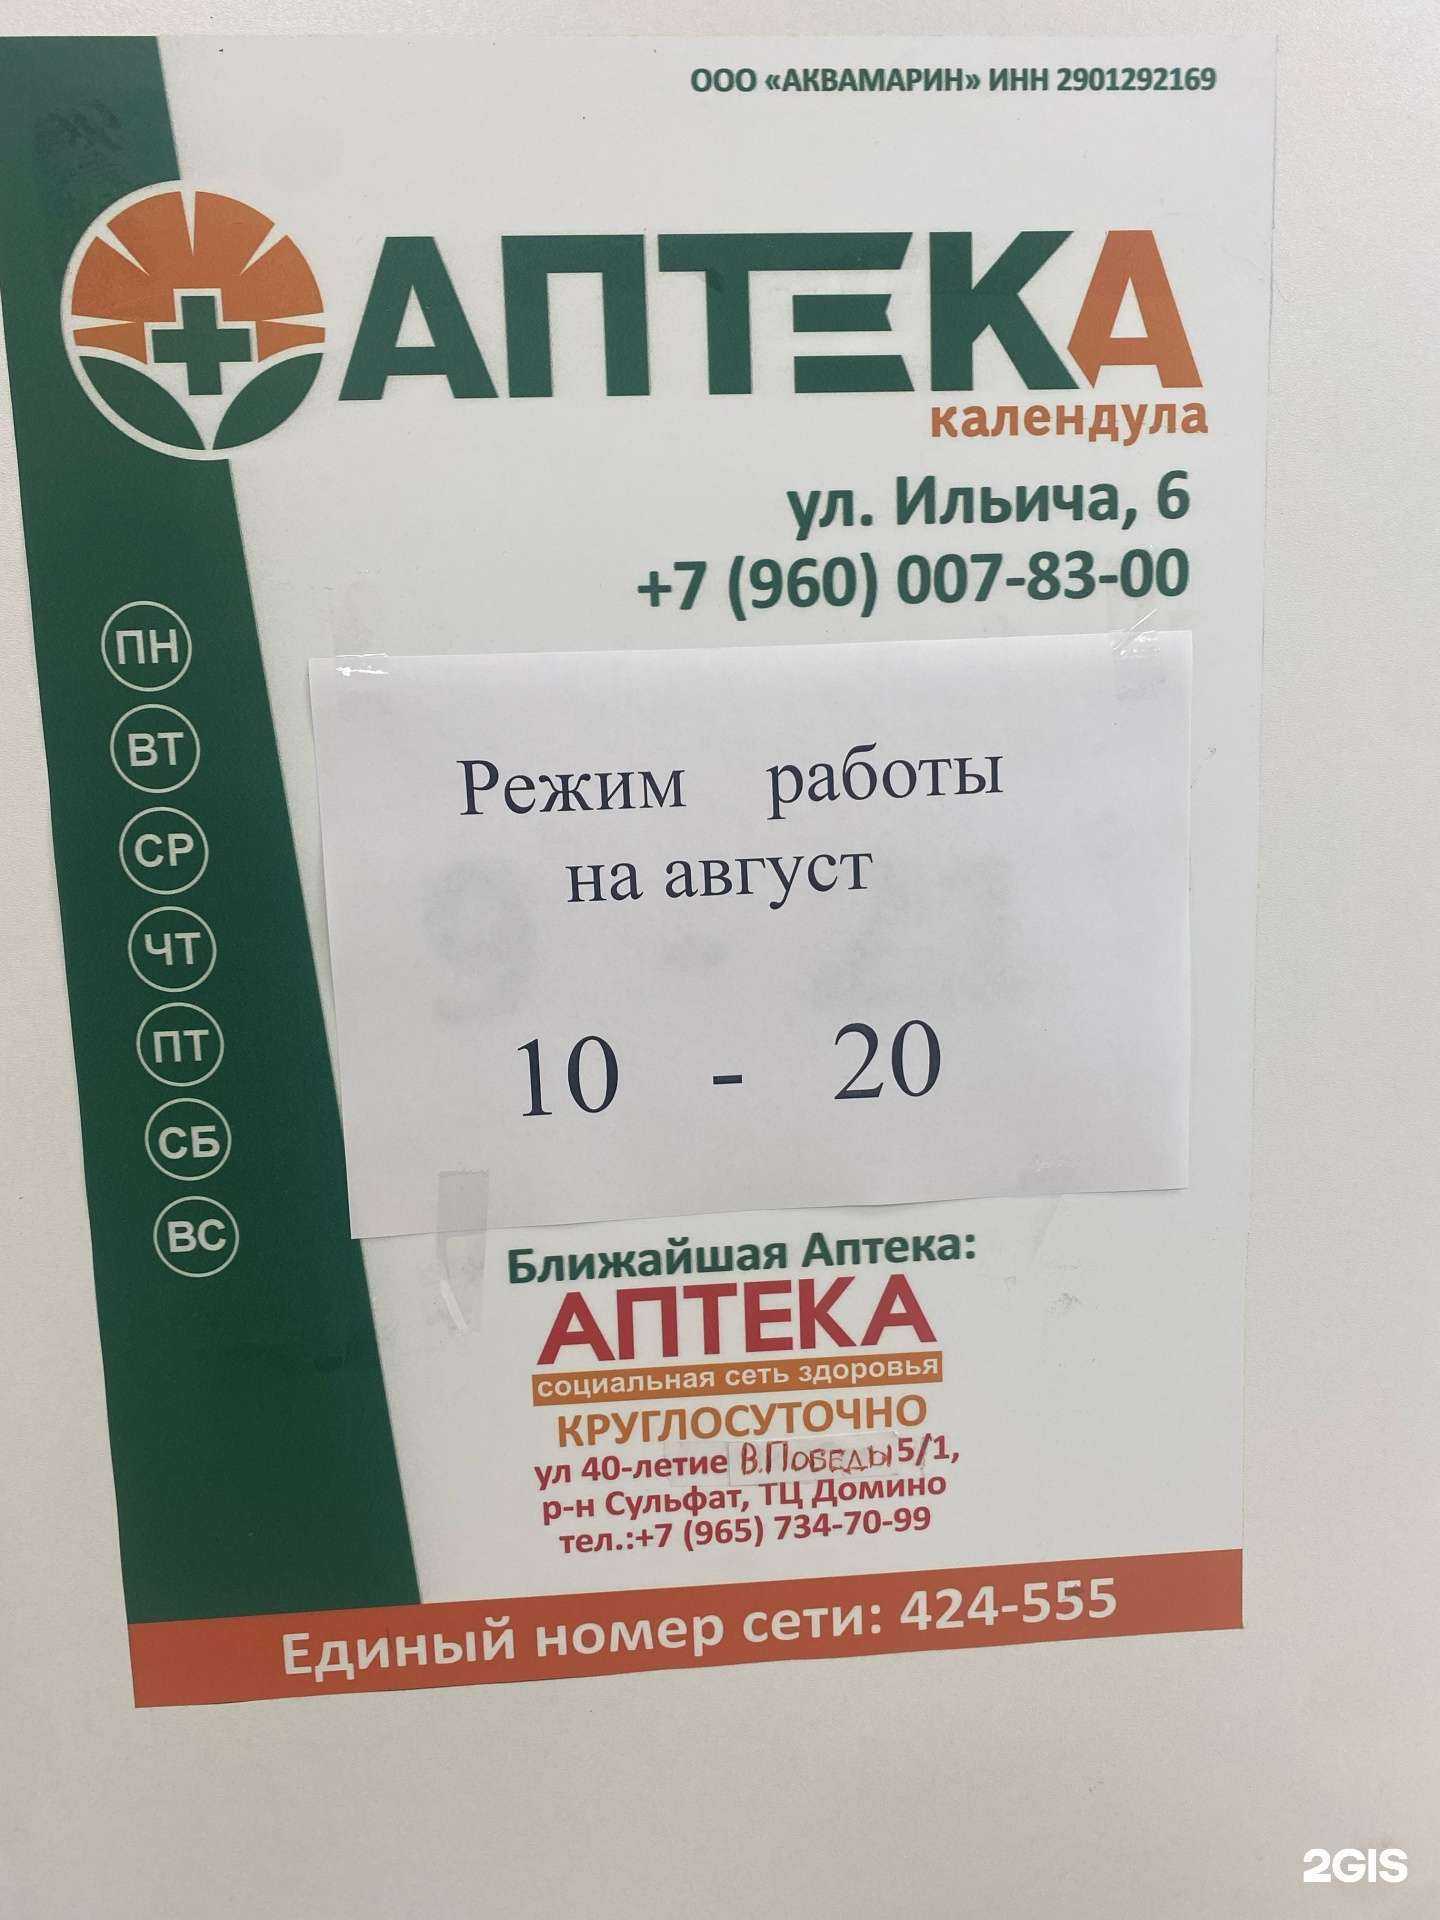 ООО «АКВАМАРИН» ИНН 2901292169
АПТЕКА
календула
ул. Ильича, 6
+7 (960) 007-83-00
ПН
ВТ
СР
ЧТ
ПТ
СБ
ВС
Режим работы
на август
10 - 20
Ближайшая Аптека:
АПТЕКА
социальная сеть здоровья
КРУГЛОСУТОЧНО
ул 40-летие В.ПОБЕДЫ 5/1,
р-н Сульфат, ТЦ Домино
тел.:+7 (965) 734-70-99
Единый номер сети: 424-555
2GIS